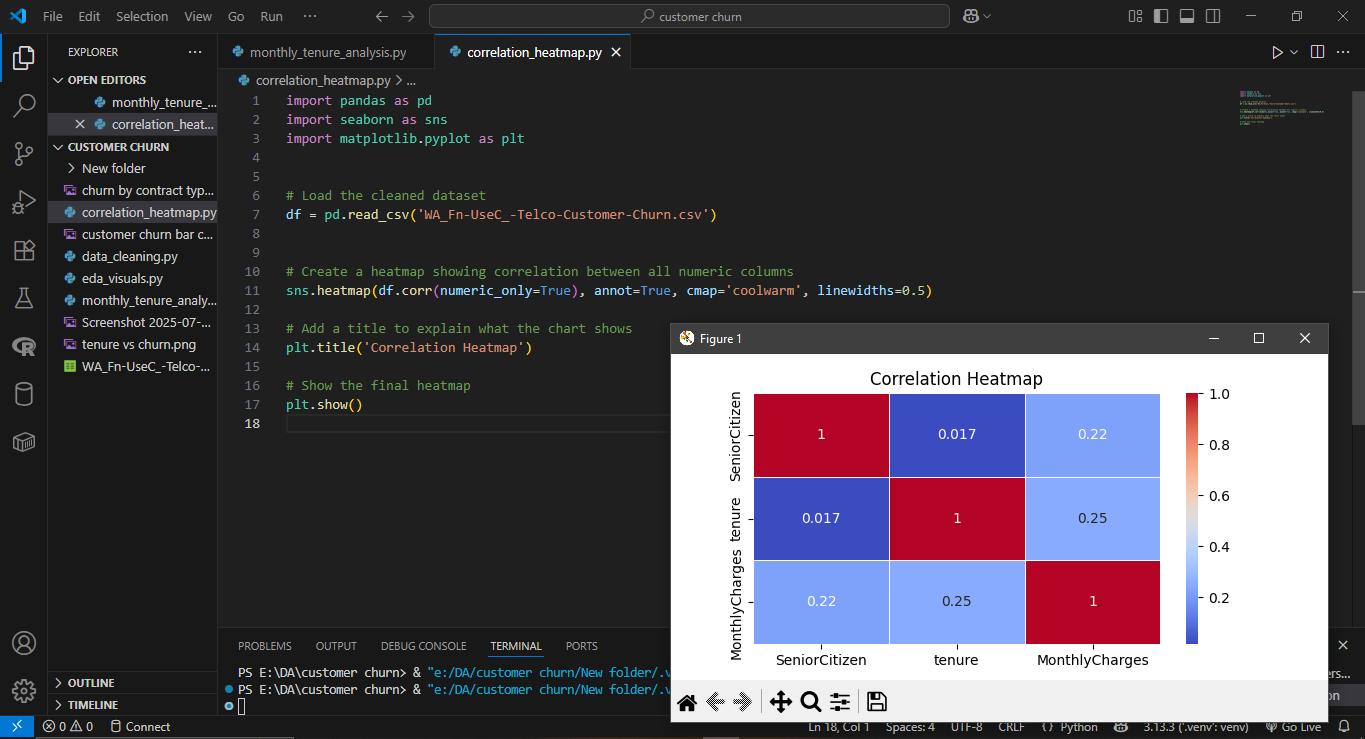 File Edit Selection View Go Run ··· customer churn
EXPLORER ···
OPEN EDITORS
monthly_tenure_...
correlation_heat...
CUSTOMER CHURN
New folder
churn by contract typ...
correlation_heatmap.py
customer churn bar c...
data_cleaning.py
eda_visuals.py
monthly_tenure_analy...
Screenshot 2025-07-...
tenure vs churn.png
WA_Fn-UseC_-Telco-...
OUTLINE
TIMELINE
monthly_tenure_analysis.py correlation_heatmap.py
correlation_heatmap.py > ...
1 import pandas as pd
2 import seaborn as sns
3 import matplotlib.pyplot as plt
4
5
6 # Load the cleaned dataset
7 df = pd.read_csv('WA_Fn-UseC_-Telco-Customer-Churn.csv')
8
9
10 # Create a heatmap showing correlation between all numeric columns
11 sns.heatmap(df.corr(numeric_only=True), annot=True, cmap='coolwarm', linewidths=0.5)
12
13 # Add a title to explain what the chart shows
14 plt.title('Correlation Heatmap')
15
16 # Show the final heatmap
17 plt.show()
18
PROBLEMS OUTPUT DEBUG CONSOLE TERMINAL PORTS
PS E:\DA\customer churn> & "e:/DA/customer churn/New folder/.v
PS E:\DA\customer churn> & "e:/DA/customer churn/New folder/.v
Figure 1
Correlation Heatmap
SeniorCitizen
tenure
MonthlyCharges
1 0.017 0.22
0.017 1 0.25
0.22 0.25 1
SeniorCitizen tenure MonthlyCharges
1.0
0.8
0.6
0.4
0.2
ers...
on
0 0 Connect Ln 18, Col 1 Spaces: 4 UTF-8 CRLF {} Python 3.13.3 ('.venv': venv) Go Live